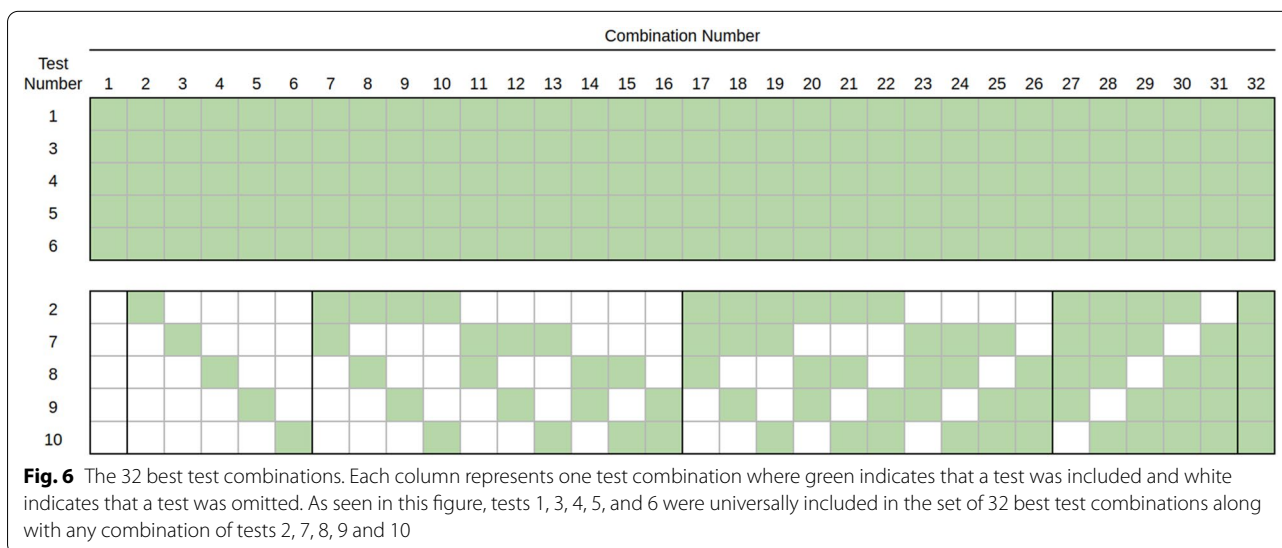 Combination Number
Test
Number 1 2 3 4 5 6 7 8 9 10 11 12 13 14 15 16 17 18 19 20 21 22 23 24 25 26 27 28 29 30 31 32
1
3
4
5
6
2
7
8
9
10
Fig. 6 The 32 best test combinations. Each column represents one test combination where green indicates that a test was included and white
indicates that a test was omitted. As seen in this figure, tests 1, 3, 4, 5, and 6 were universally included in the set of 32 best test combinations along
with any combination of tests 2, 7, 8, 9 and 10